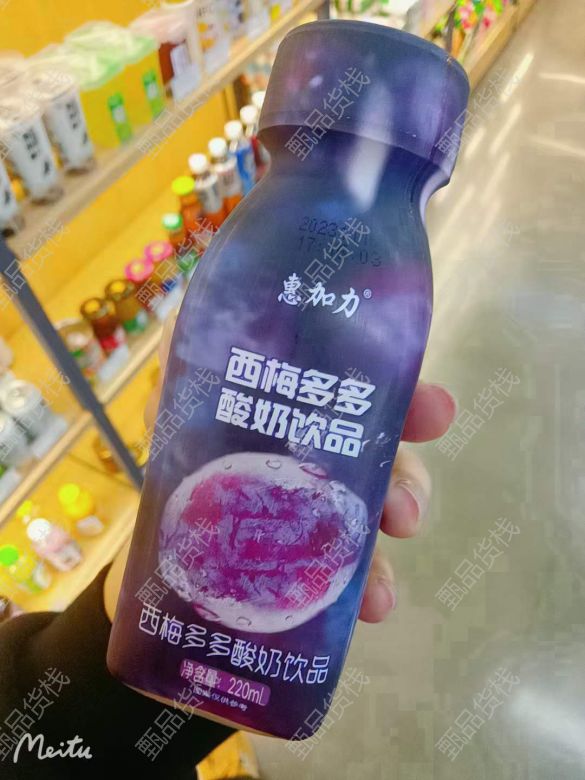 惠加力®
西梅多多
酸奶饮品
西梅多多酸奶饮品
净含量: 220mL
Meitu
甄品货栈